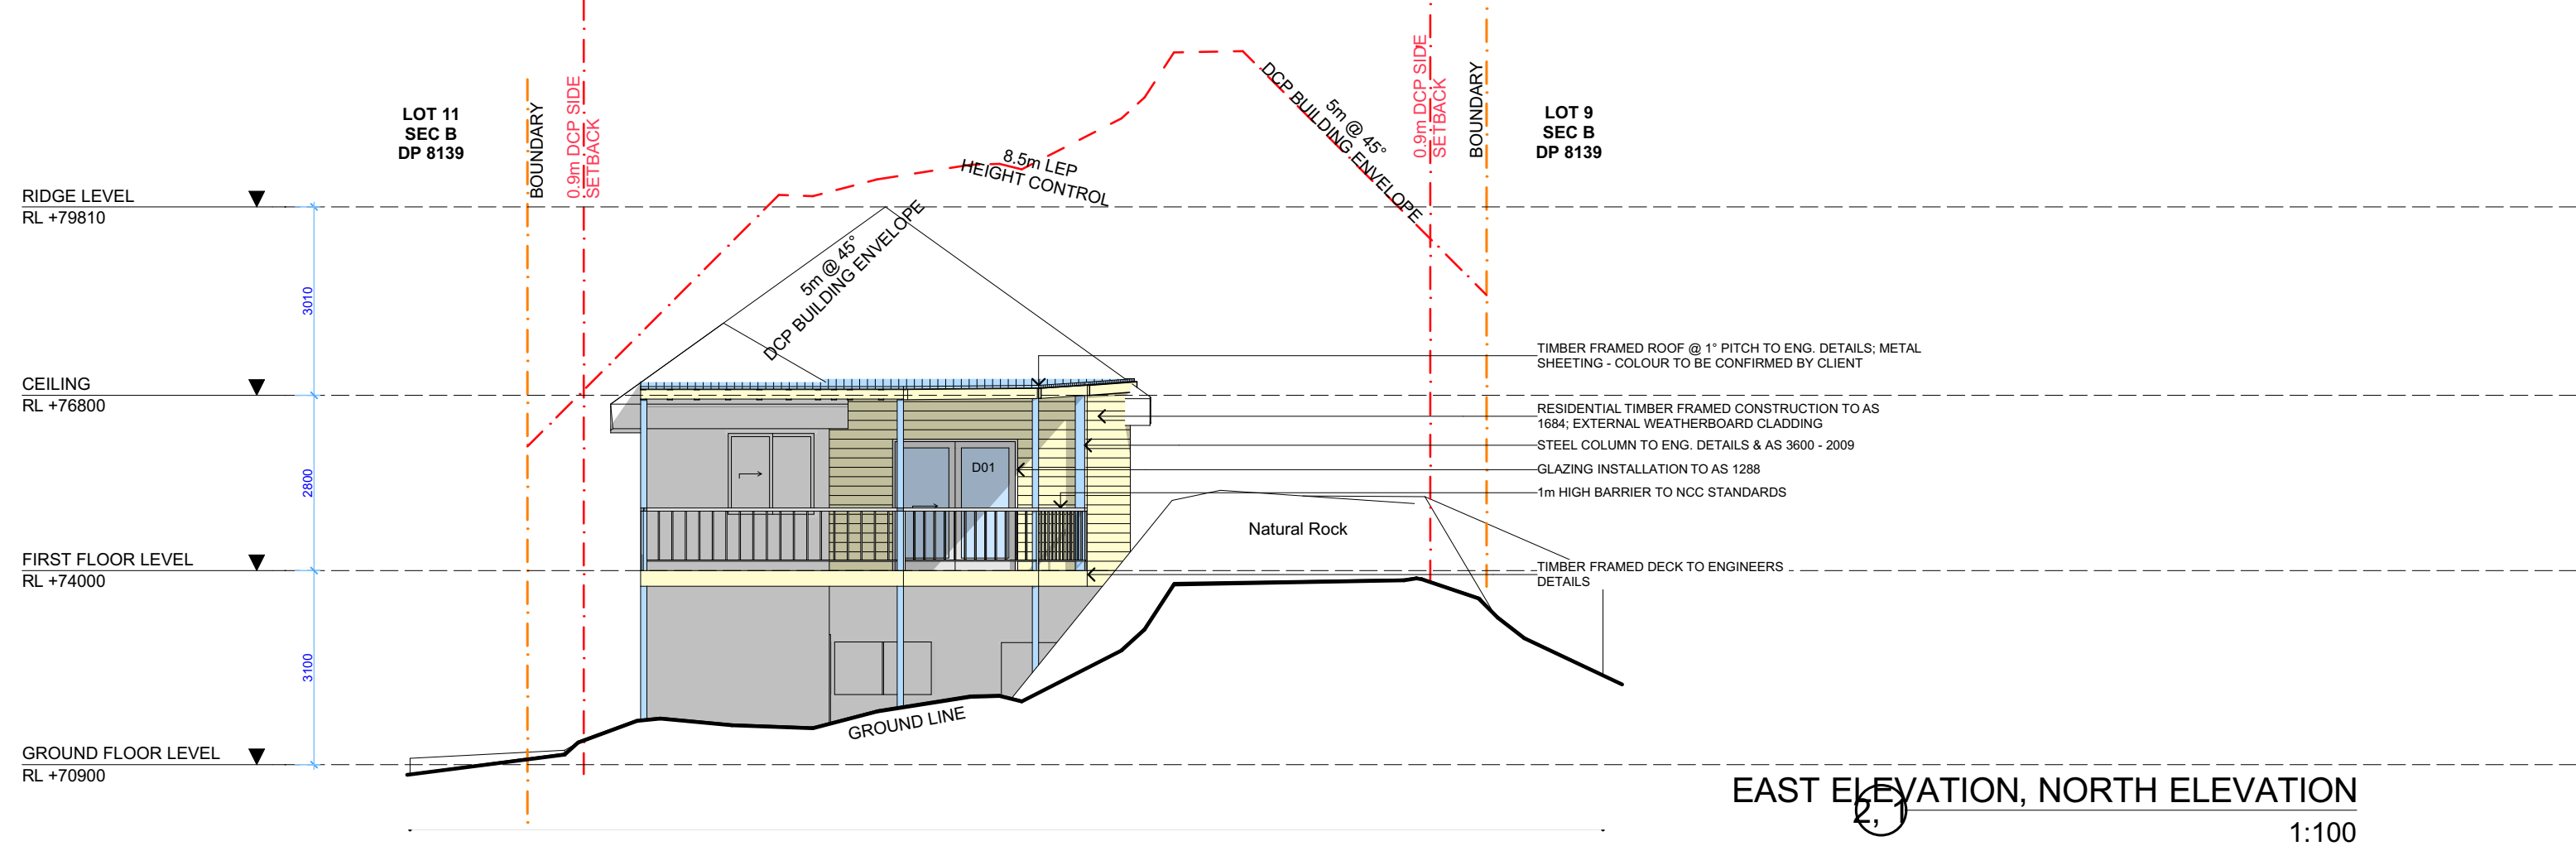 LOT 11
SEC B
DP 8139
BOUNDARY
0.9m DCP SIDE
SETBACK
8.5m LEP
HEIGHT CONTROL
5m @ 45°
DCP BUILDING ENVELOPE
5m @ 45°
DCP BUILDING ENVELOPE
0.9m DCP SIDE
SETBACK
BOUNDARY
LOT 9
SEC B
DP 8139
RIDGE LEVEL
RL +79810
3010
CEILING
RL +76800
2800
FIRST FLOOR LEVEL
RL +74000
3100
GROUND FLOOR LEVEL
RL +70900
D01
Natural Rock
GROUND LINE
TIMBER FRAMED ROOF @ 1° PITCH TO ENG. DETAILS; METAL
SHEETING - COLOUR TO BE CONFIRMED BY CLIENT
RESIDENTIAL TIMBER FRAMED CONSTRUCTION TO AS
1684; EXTERNAL WEATHERBOARD CLADDING
STEEL COLUMN TO ENG. DETAILS & AS 3600 - 2009
GLAZING INSTALLATION TO AS 1288
1m HIGH BARRIER TO NCC STANDARDS
TIMBER FRAMED DECK TO ENGINEERS
DETAILS
EAST ELEVATION, NORTH ELEVATION
2, 1
1:100